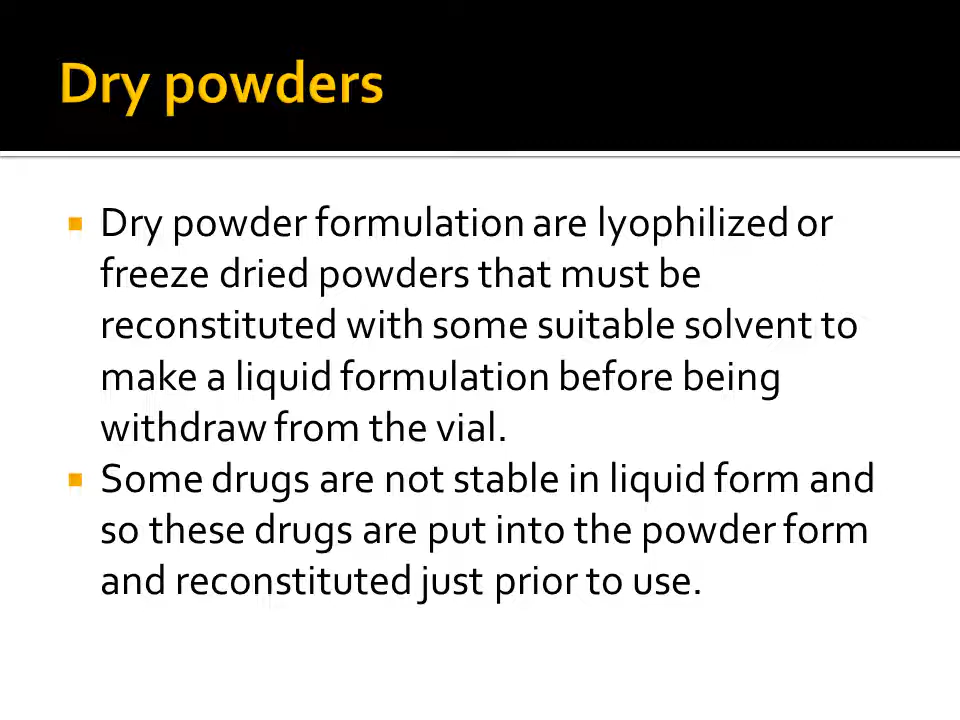 Dry powders
Dry powder formulation are lyophilized or
freeze dried powders that must be
reconstituted with some suitable solvent to
make a liquid formulation before being
withdraw from the vial.
Some drugs are not stable in liquid form and
so these drugs are put into the powder form
and reconstituted just prior to use.